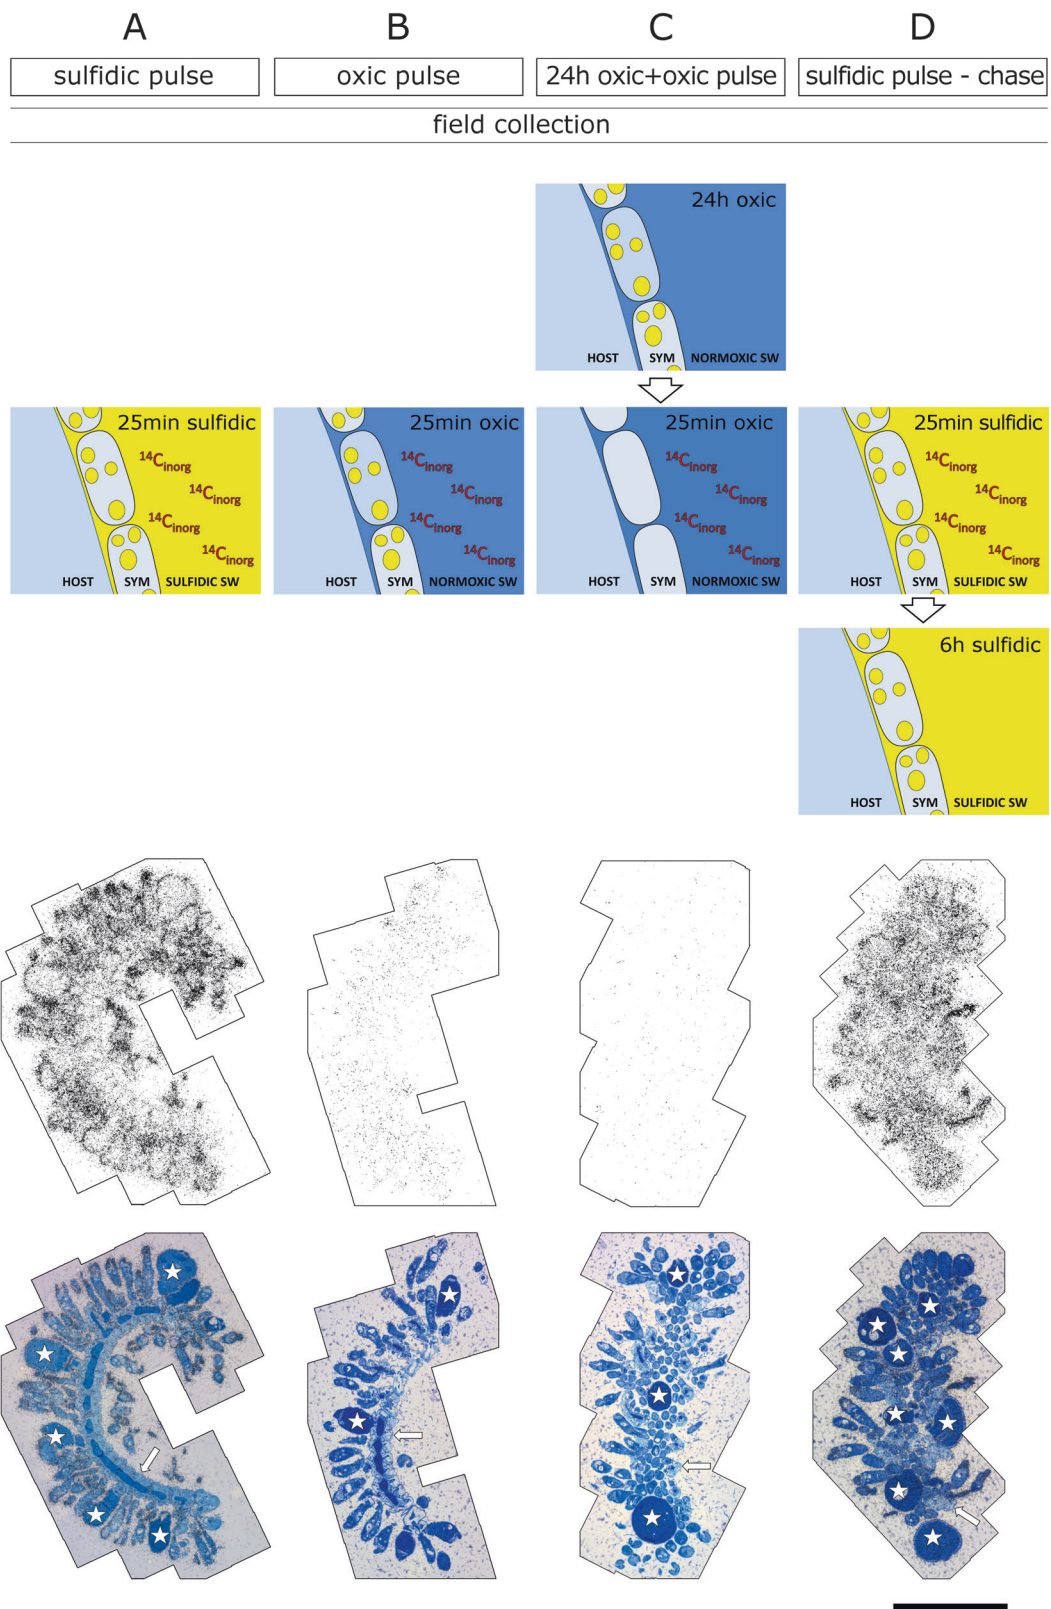 A B C D
sulfidic pulse oxic pulse 24h oxic+oxic pulse sulfidic pulse - chase
field collection
24h oxic
HOST SYM NORMOXIC SW
25min sulfidic 25min oxic 25min oxic 25min sulfidic
14Cinorg 14Cinorg 14Cinorg 14Cinorg
14Cinorg 14Cinorg 14Cinorg 14Cinorg
14Cinorg 14Cinorg 14Cinorg 14Cinorg
14Cinorg 14Cinorg 14Cinorg 14Cinorg
HOST SYM SULFIDIC SW HOST SYM NORMOXIC SW HOST SYM NORMOXIC SW HOST SYM SULFIDIC SW
6h sulfidic
HOST SYM SULFIDIC SW